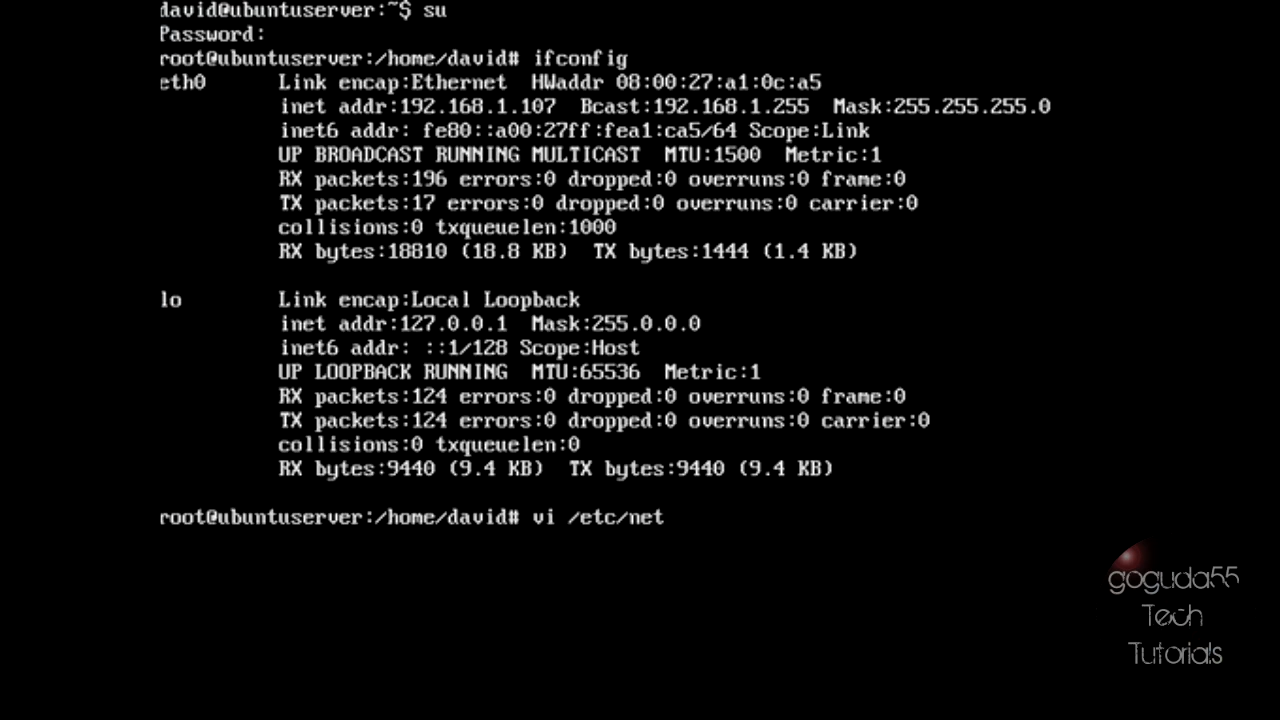 david@ubuntuserver:~$ su
Password:
root@ubuntuserver:/home/david# ifconfig
eth0      Link encap:Ethernet  HWaddr 08:00:27:a1:0c:a5
          inet addr:192.168.1.107  Bcast:192.168.1.255  Mask:255.255.255.0
          inet6 addr: fe80::a00:27ff:fea1:ca5/64 Scope:Link
          UP BROADCAST RUNNING MULTICAST  MTU:1500  Metric:1
          RX packets:196 errors:0 dropped:0 overruns:0 frame:0
          TX packets:17 errors:0 dropped:0 overruns:0 carrier:0
          collisions:0 txqueuelen:1000
          RX bytes:18810 (18.8 KB)  TX bytes:1444 (1.4 KB)
lo        Link encap:Local Loopback
          inet addr:127.0.0.1  Mask:255.0.0.0
          inet6 addr: ::1/128 Scope:Host
          UP LOOPBACK RUNNING  MTU:65536  Metric:1
          RX packets:124 errors:0 dropped:0 overruns:0 frame:0
          TX packets:124 errors:0 dropped:0 overruns:0 carrier:0
          collisions:0 txqueuelen:0
          RX bytes:9440 (9.4 KB)  TX bytes:9440 (9.4 KB)
root@ubuntuserver:/home/david# vi /etc/net
goguda55
Tech
Tutorials